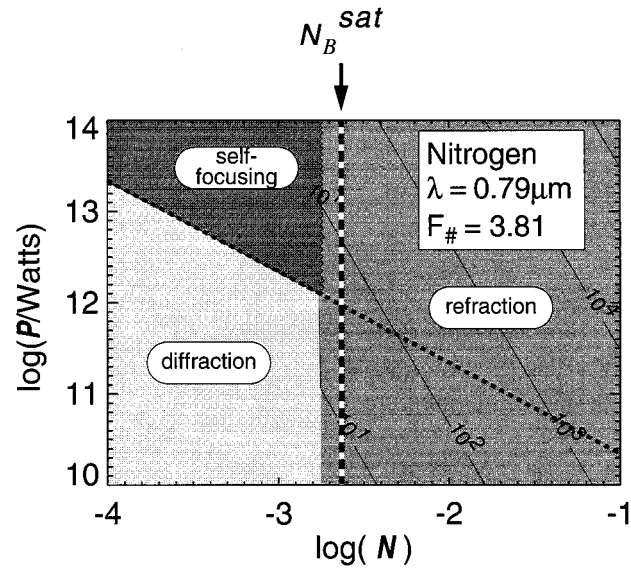 N_B^sat
14
13
12
11
10
log(P/Watts)
self-
focusing
diffraction
Nitrogen
λ = 0.79μm
F# = 3.81
refraction
10^1
10^2
10^3
10^4
-4
-3
-2
-1
log( N )